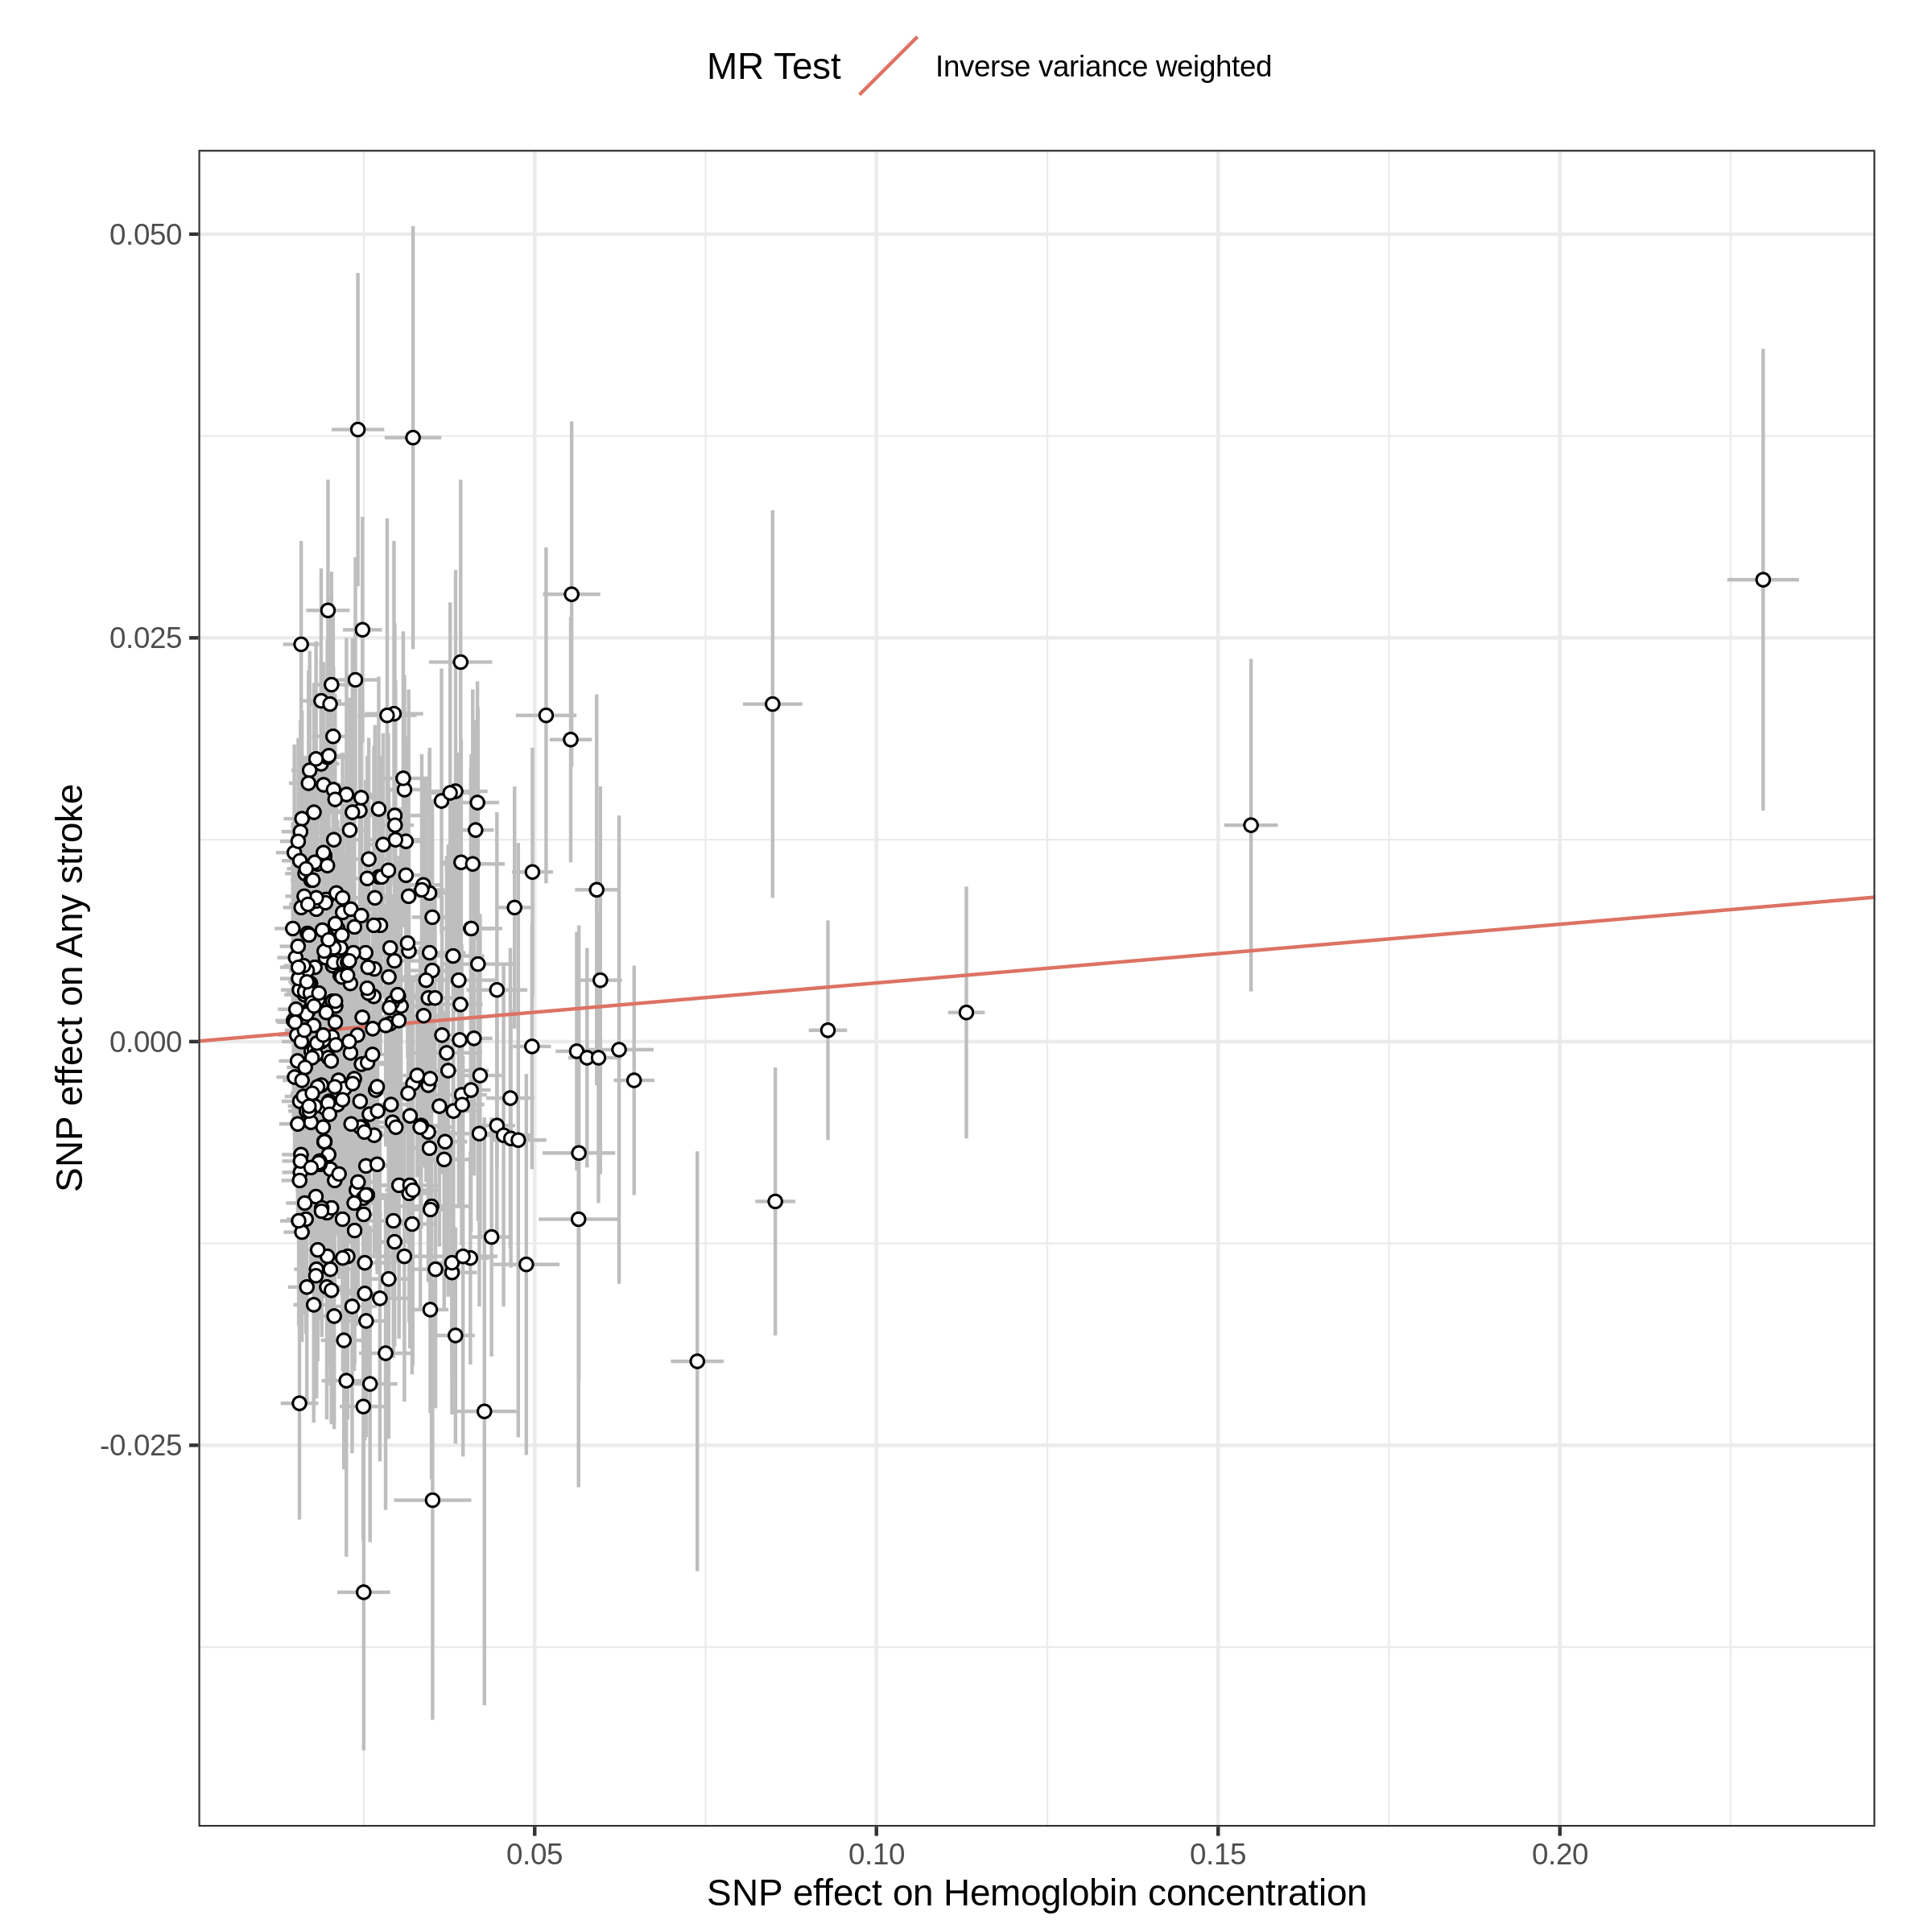 MR Test
Inverse variance weighted
SNP effect on Any stroke
0.050
0.025
0.000
-0.025
0.05
0.10
0.15
0.20
SNP effect on Hemoglobin concentration